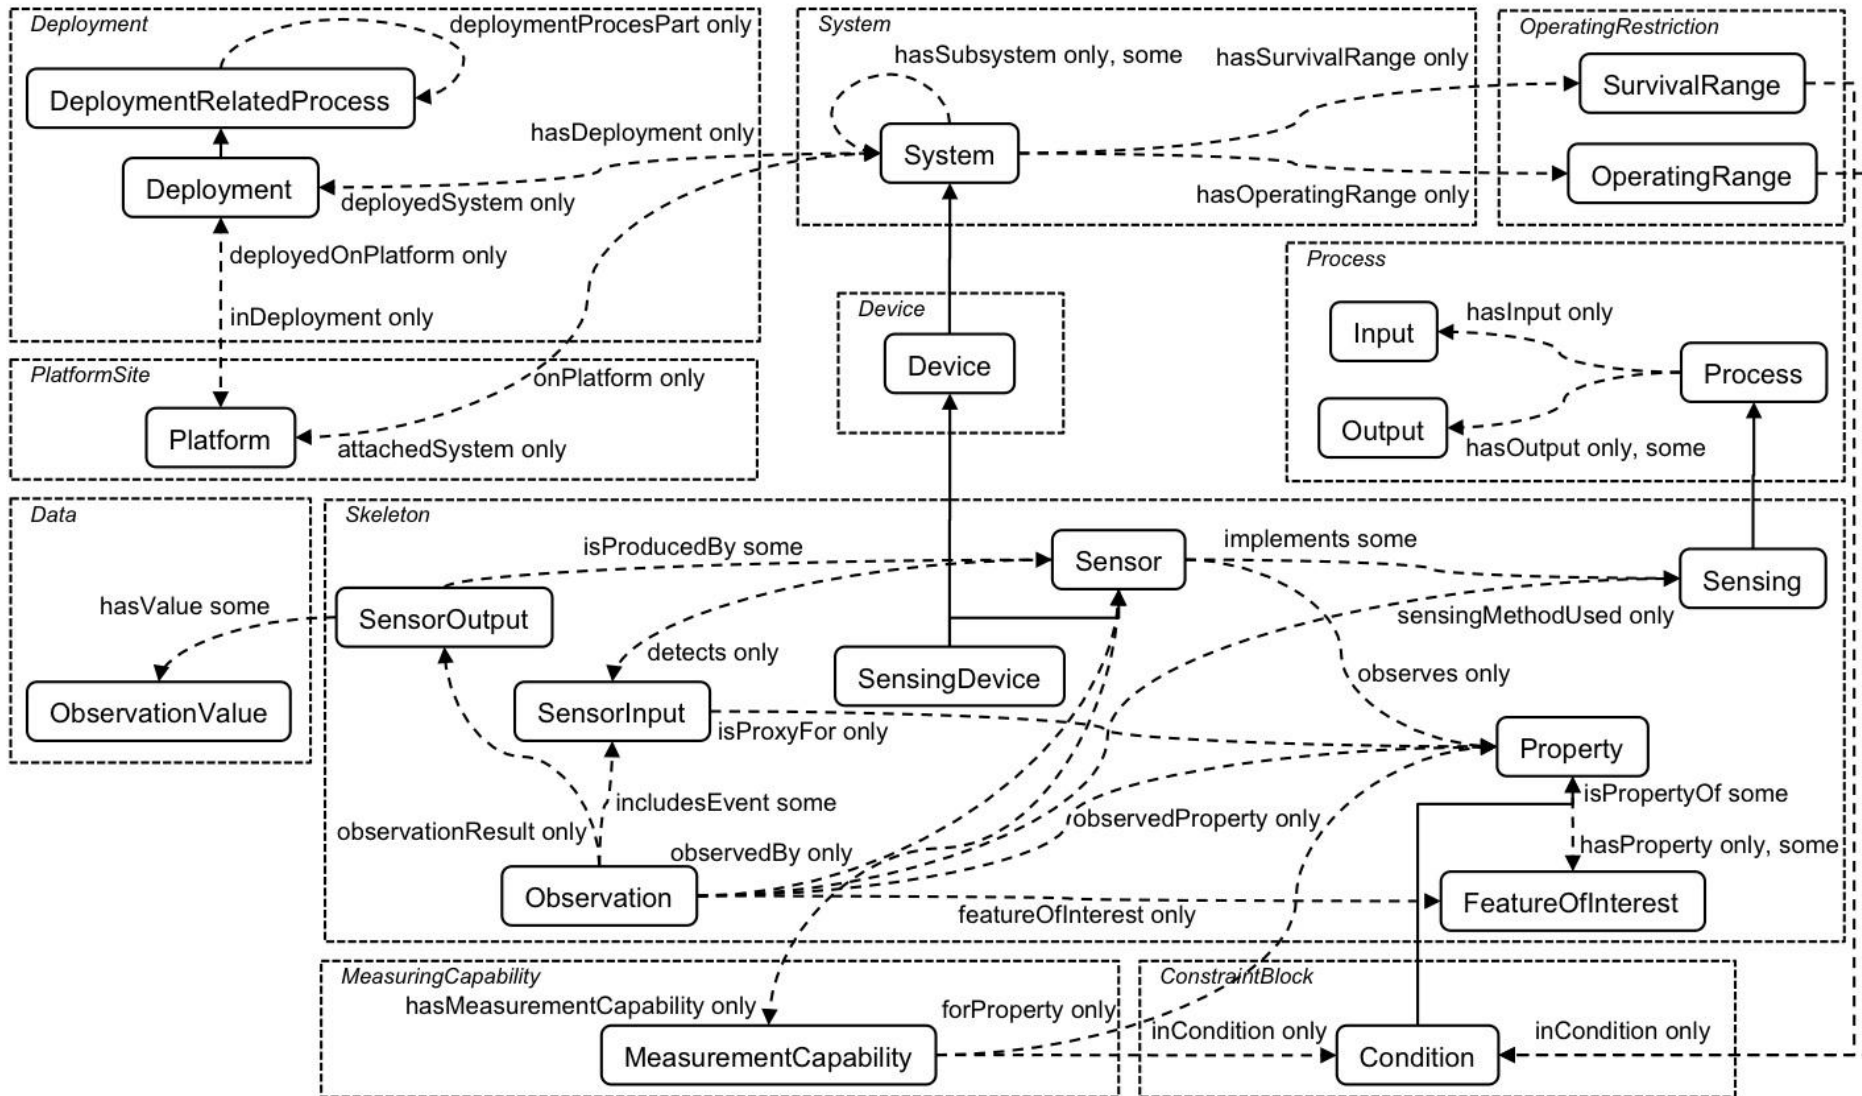 Deployment
deploymentProcesPart only
DeploymentRelatedProcess
hasDeployment only
Deployment
deployedSystem only
deployedOnPlatform only
inDeployment only
System
hasSubsystem only, some
hasSurvivalRange only
System
hasOperatingRange only
OperatingRestriction
SurvivalRange
OperatingRange
Process
Input
hasInput only
Process
Output
hasOutput only, some
Device
Device
PlatformSite
onPlatform only
Platform
attachedSystem only
Data
hasValue some
ObservationValue
Skeleton
isProducedBy some
Sensor
implements some
Sensing
SensorOutput
sensingMethodUsed only
detects only
SensingDevice
observes only
SensorInput
isProxyFor only
Property
isPropertyOf some
includesEvent some
observationResult only
observedBy only
observedProperty only
hasProperty only, some
Observation
featureOfInterest only
FeatureOfInterest
MeasuringCapability
hasMeasurementCapability only
forProperty only
MeasurementCapability
ConstraintBlock
inCondition only
Condition
inCondition only